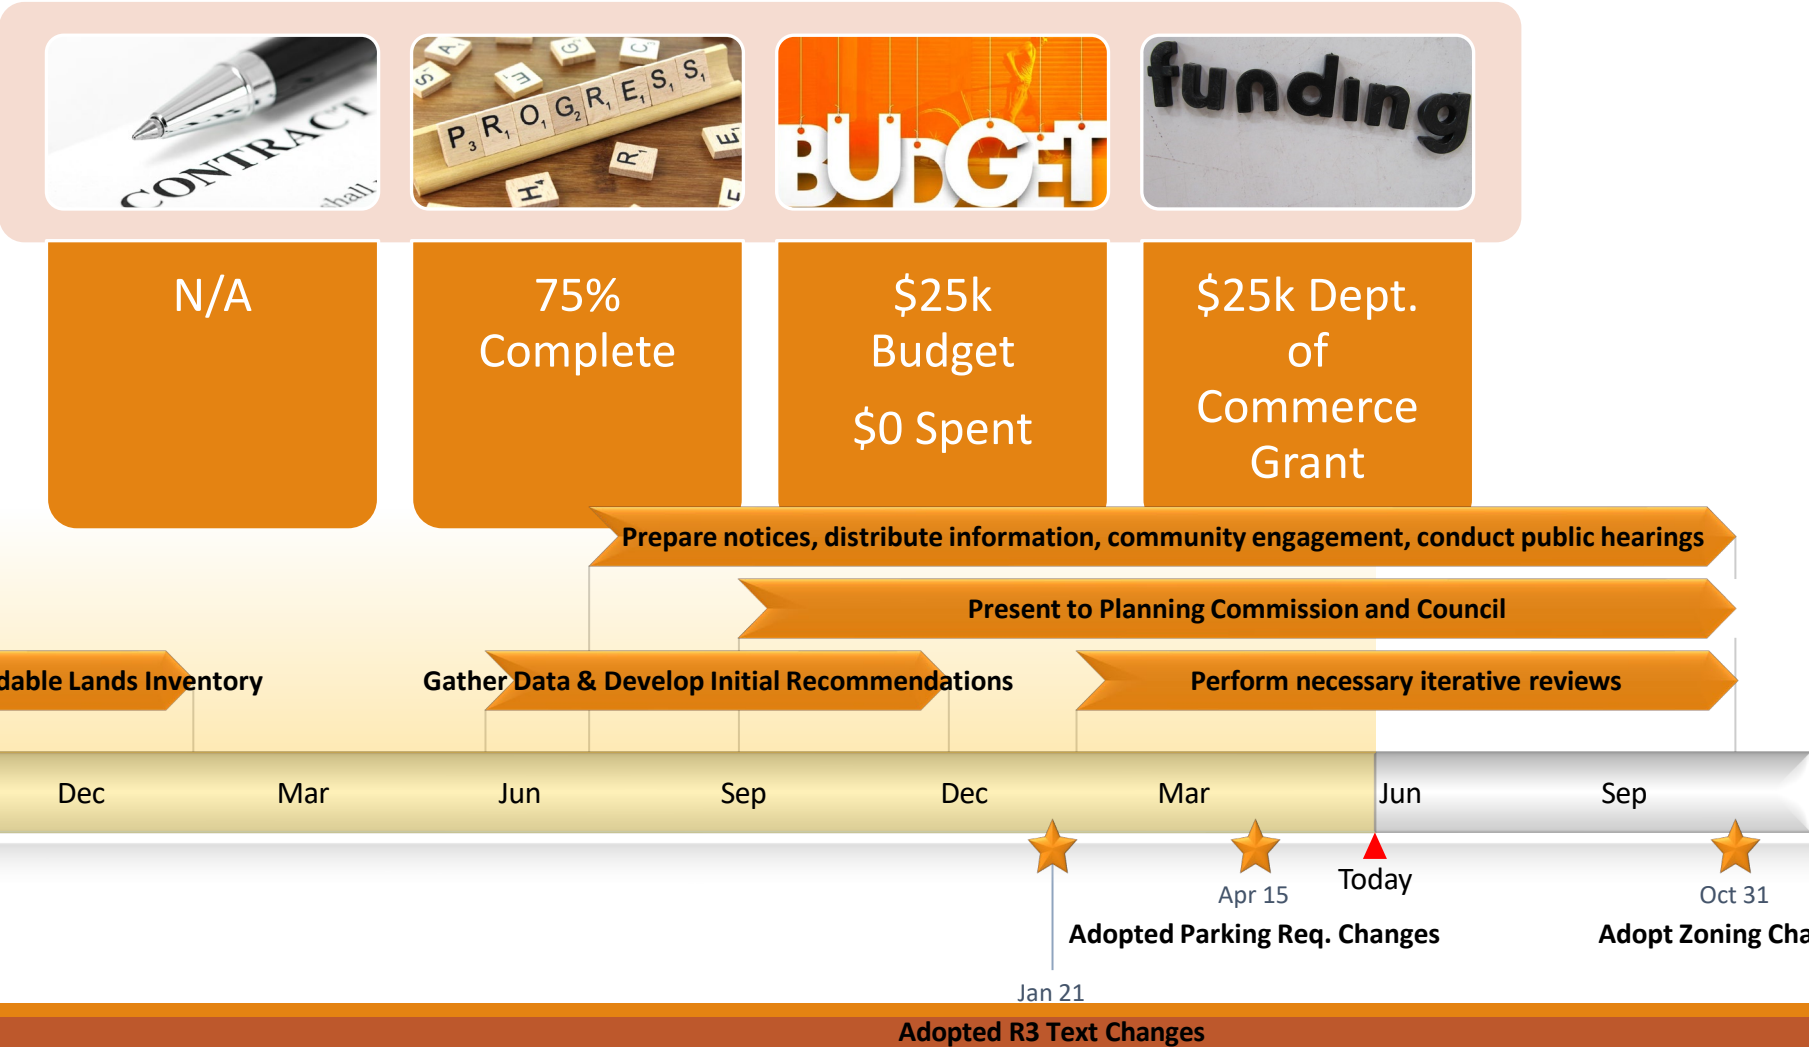 CONTRACT
shall
PROGRESS
BUDGET
funding
N/A
75%
Complete
$25k
Budget
$0 Spent
$25k Dept.
of
Commerce
Grant
Prepare notices, distribute information, community engagement, conduct public hearings
Present to Planning Commission and Council
dable Lands Inventory
Gather Data & Develop Initial Recommendations
Perform necessary iterative reviews
Dec Mar Jun Sep Dec Mar Jun Sep
Today
Apr 15
Oct 31
Adopted Parking Req. Changes
Adopt Zoning Cha
Jan 21
Adopted R3 Text Changes